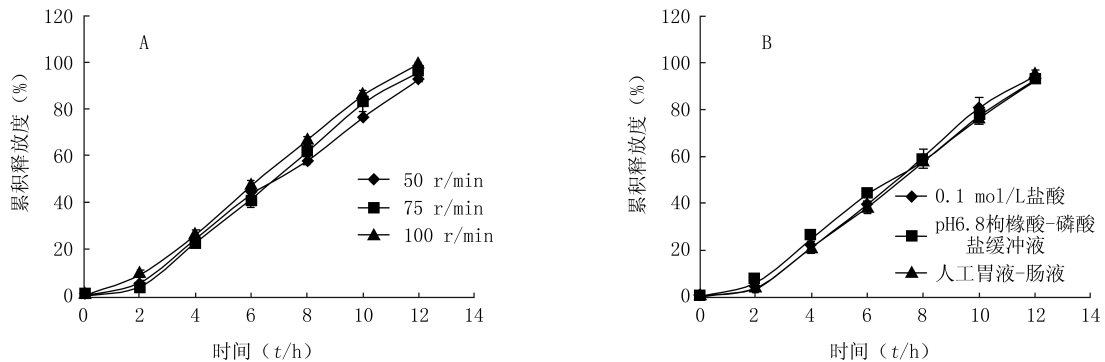 A
累积释放度 (%)
120
100
80
60
40
20
0
0 2 4 6 8 10 12 14
时间 (t/h)
50 r/min
75 r/min
100 r/min
B
累积释放度 (%)
120
100
80
60
40
20
0
0 2 4 6 8 10 12 14
时间 (t/h)
0.1 mol/L盐酸
pH6.8枸橼酸-磷酸
盐缓冲液
人工胃液-肠液